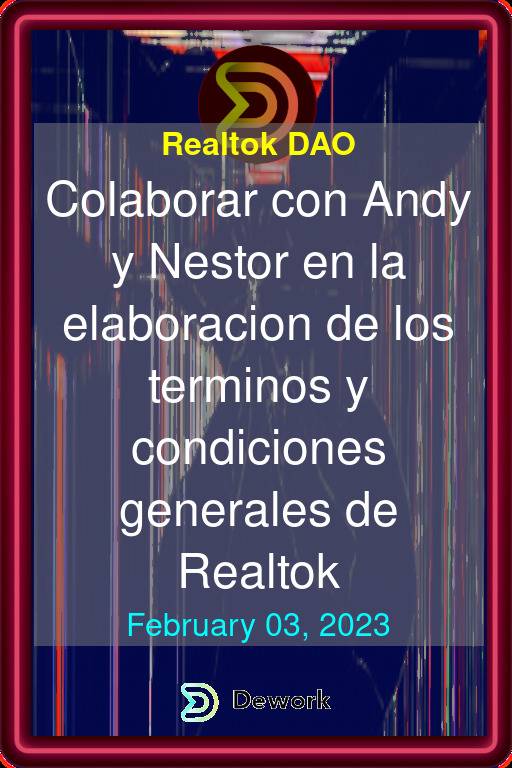 Realtok DAO
Colaborar con Andy
y Nestor en la
elaboracion de los
terminos y
condiciones
generales de
Realtok
February 03, 2023
Dework